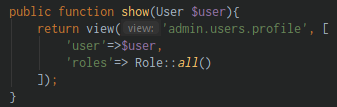 public function show(User $user){
    return view( view: 'admin.users.profile', [
        'user'=>$user,
        'roles'=> Role::all()
    ]);
}